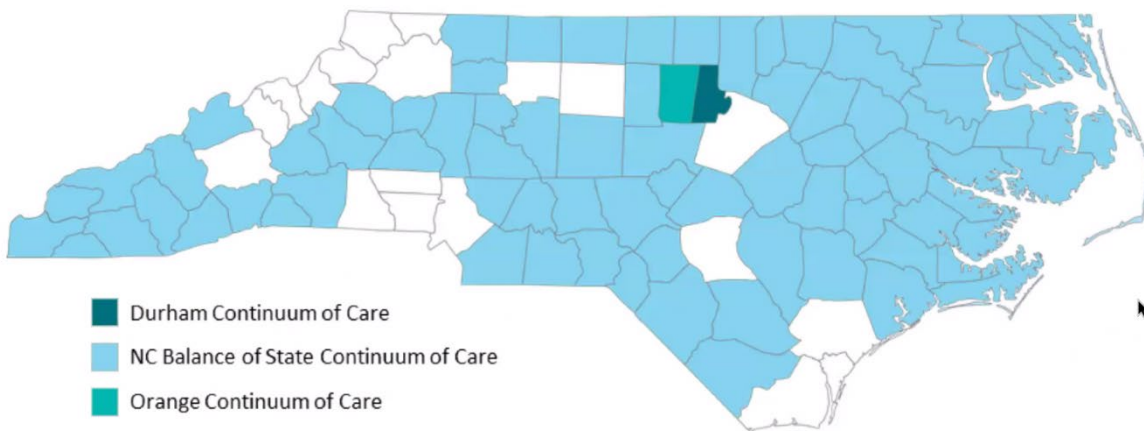 Durham Continuum of Care
NC Balance of State Continuum of Care
Orange Continuum of Care